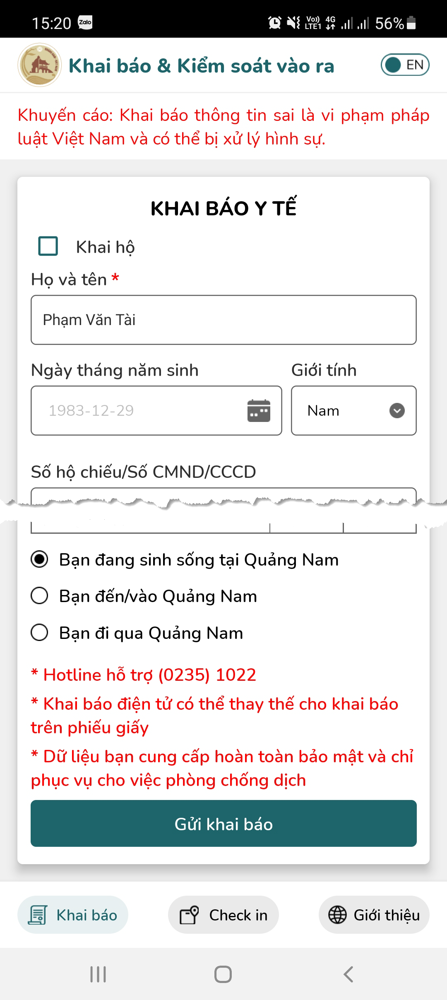 15:20 Zalo Vo)) LTE1 4G 56%
Khai báo & Kiểm soát vào ra
EN
Khuyến cáo: Khai báo thông tin sai là vi phạm pháp
luật Việt Nam và có thể bị xử lý hình sự.
KHAI BÁO Y TẾ
Khai hộ
Họ và tên *
Phạm Văn Tài
Ngày tháng năm sinh Giới tính
1983-12-29 Nam
Số hộ chiếu/Số CMND/CCCD
Bạn đang sinh sống tại Quảng Nam
Bạn đến/vào Quảng Nam
Bạn đi qua Quảng Nam
* Hotline hỗ trợ (0235) 1022
* Khai báo điện tử có thể thay thế cho khai báo
trên phiếu giấy
* Dữ liệu bạn cung cấp hoàn toàn bảo mật và chỉ
phục vụ cho việc phòng chống dịch
Gửi khai báo
Khai báo Check in Giới thiệu